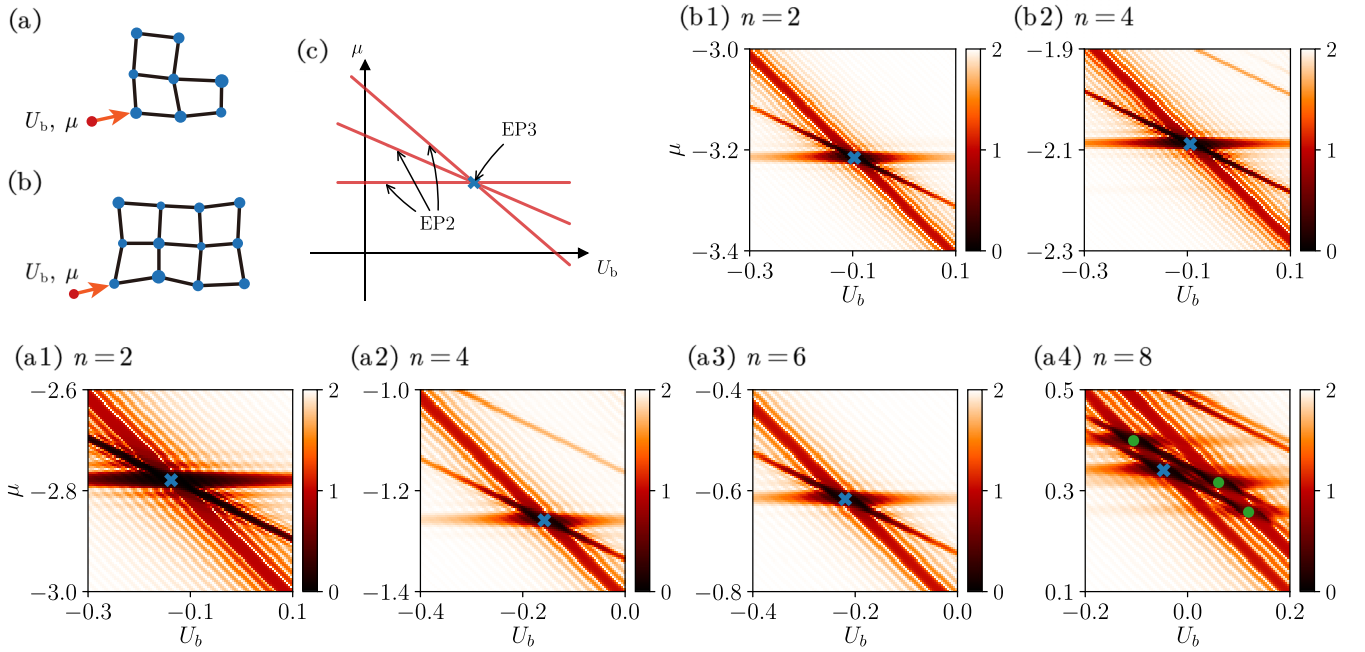 (a)
U_b, μ
(b)
U_b, μ
(c)
μ
EP3
EP2
U_b
(b1) n = 2
−3.0
−3.2
−3.4
μ
−0.3
−0.1
0.1
U_b
2
1
0
(b2) n = 4
−1.9
−2.1
−2.3
−0.3
−0.1
0.1
U_b
2
1
0
(a1) n = 2
−2.6
−2.8
−3.0
μ
−0.3
−0.1
0.1
U_b
2
1
0
(a2) n = 4
−1.0
−1.2
−1.4
−0.4
−0.2
0.0
U_b
2
1
0
(a3) n = 6
−0.4
−0.6
−0.8
−0.4
−0.2
0.0
U_b
2
1
0
(a4) n = 8
0.5
0.3
0.1
−0.2
0.0
0.2
U_b
2
1
0